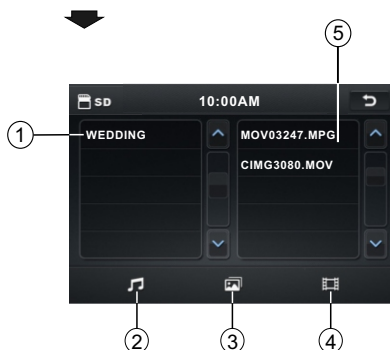 5
SD 10:00AM
1
WEDDING MOV03247.MPG
CIMG3080.MOV
2 3 4